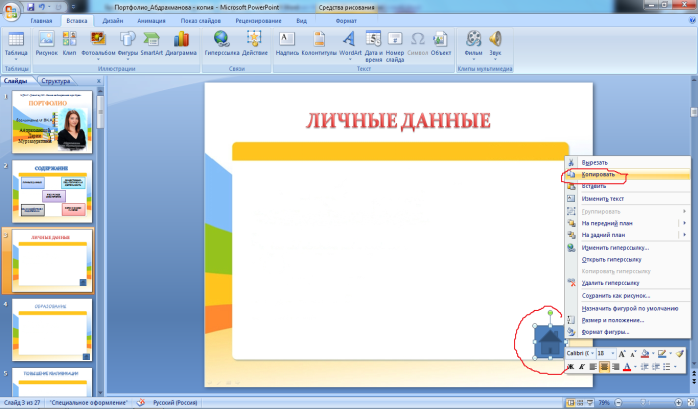 Портфолио_Абдрахманова - копия - Microsoft PowerPoint
Средства рисования
Главная Вставка Дизайн Анимация Показ слайдов Рецензирование Вид Формат
Таблица Рисунок Клип Фотоальбом Фигуры SmartArt Диаграмма Гиперссылка Действие Надпись Колонтитулы WordArt Дата и время Номер слайда Символ Объект Фильм Звук
Таблицы Иллюстрации Связи Текст Клипы мультимедиа
Слайды Структура
1
ПОРТФОЛИО
2
СОДЕРЖАНИЕ
3
ЛИЧНЫЕ ДАННЫЕ
4
ОБРАЗОВАНИЕ
5
ПОВЫШЕНИЕ КВАЛИФИКАЦИИ
ЛИЧНЫЕ ДАННЫЕ
Вырезать
Копировать
Вставить
Изменить текст
Группировать
На передний план
На задний план
Изменить гиперссылку...
Открыть гиперссылку
Копировать гиперссылку
Удалить гиперссылку
Сохранить как рисунок...
Назначить фигурой по умолчанию
Размер и положение...
Формат фигуры...
Calibri (С 18
Ж К
Слайд 3 из 27 "Специальное оформление" Русский (Россия) 79%